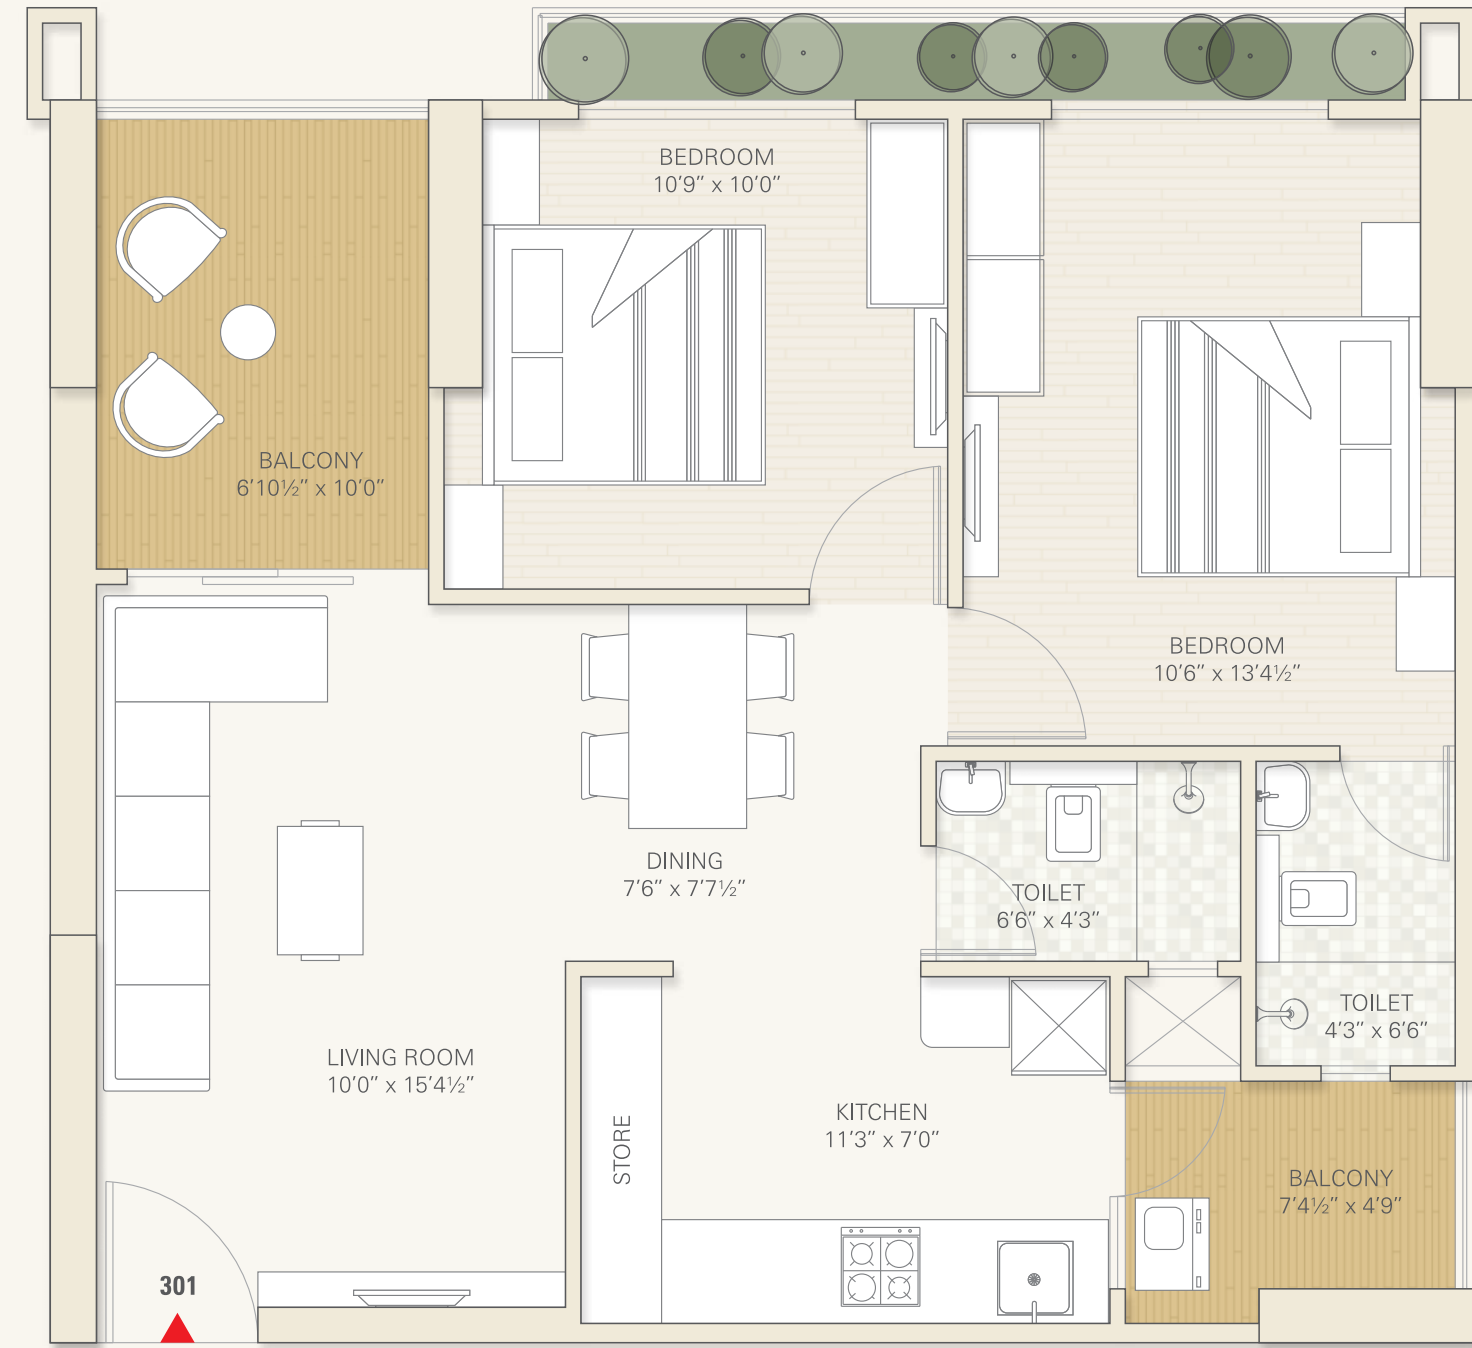 BEDROOM
10'9" x 10'0"
BALCONY
6'10½" x 10'0"
BEDROOM
10'6" x 13'4½"
DINING
7'6" x 7'7½"
TOILET
6'6" x 4'3"
TOILET
4'3" x 6'6"
LIVING ROOM
10'0" x 15'4½"
STORE
KITCHEN
11'3" x 7'0"
BALCONY
7'4½" x 4'9"
301